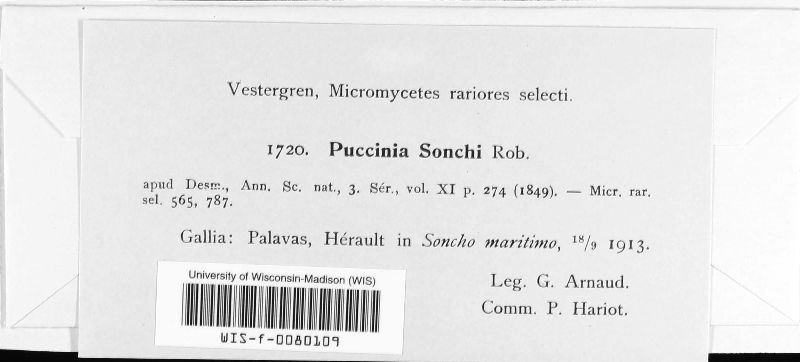 Vestergren, Micromycetes rariores selecti.
1720. Puccinia Sonchi Rob.
apud Desm., Ann. Sc. nat., 3. Sér., vol. XI p. 274 (1849). — Micr. rar.
sel. 565, 787.
Gallia: Palavas, Hérault in Soncho maritimo, 18/9 1913.
Leg. G. Arnaud.
Comm. P. Hariot.
University of Wisconsin-Madison (WIS)
WIS-f-0080109